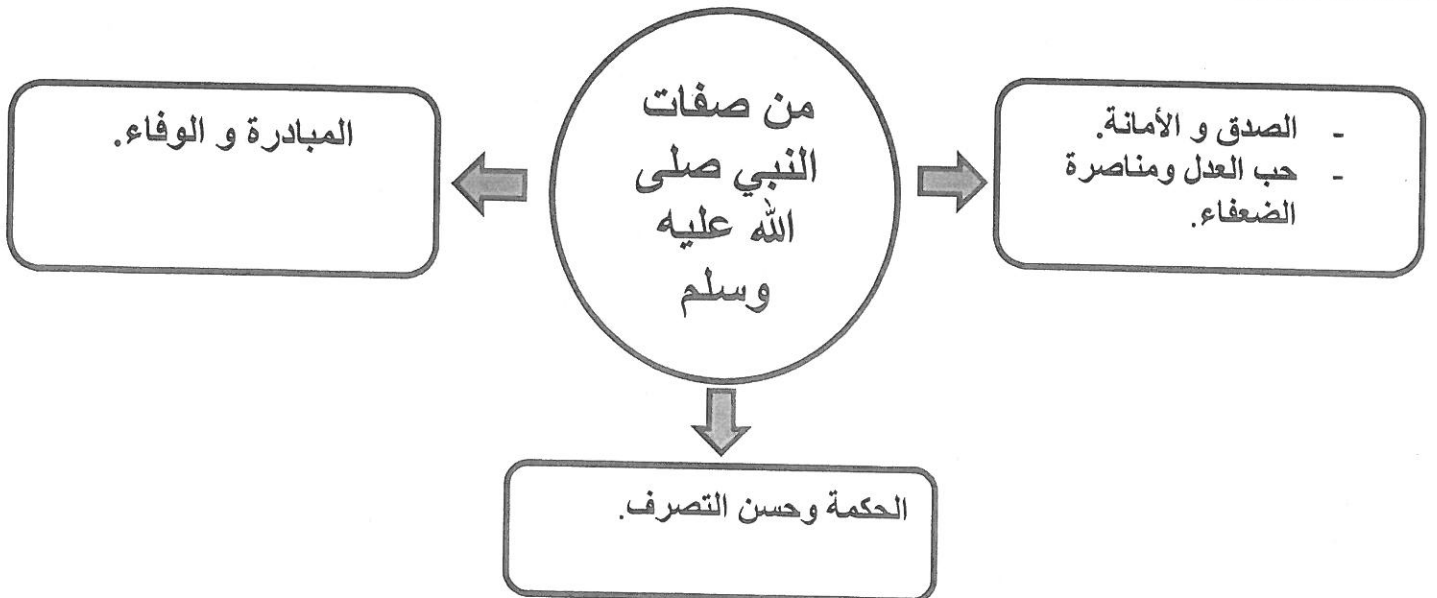 من صفات
النبي صلى
الله عليه
وسلم
- الصدق و الأمانة.
- حب العدل ومناصرة
الضعفاء.
المبادرة و الوفاء.
الحكمة وحسن التصرف.